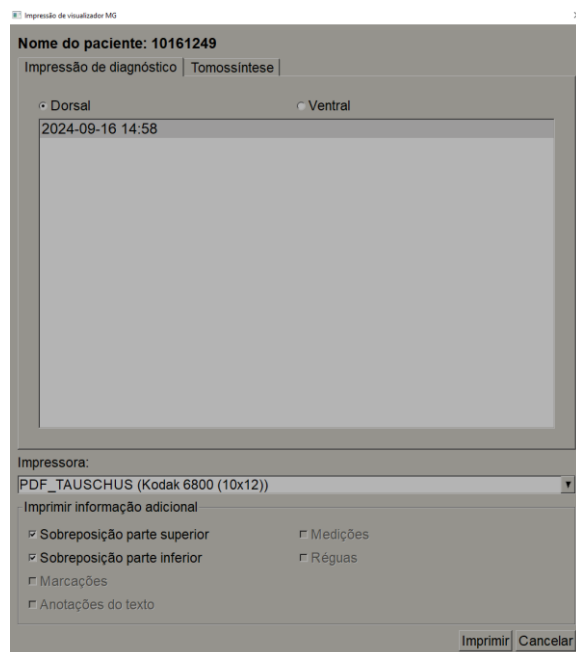 Impressão de visualizador MG
Nome do paciente: 10161249
Impressão de diagnóstico Tomossíntese
Dorsal Ventral
2024-09-16 14:58
Impressora:
PDF_TAUSCHUS (Kodak 6800 (10x12))
Imprimir informação adicional
Sobreposição parte superior Medições
Sobreposição parte inferior Réguas
Marcações
Anotações do texto
Imprimir Cancelar